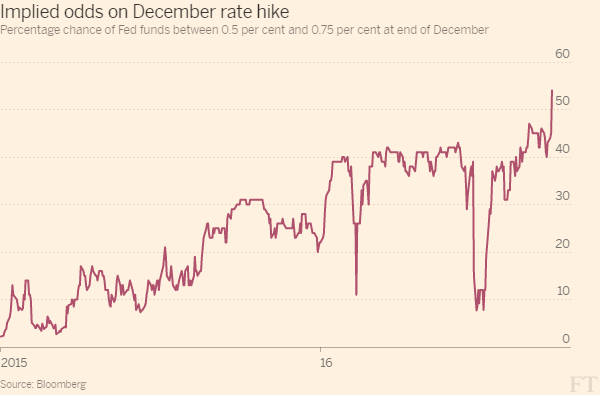 Implied odds on December rate hike
Percentage chance of Fed funds between 0.5 per cent and 0.75 per cent at end of December
60
50
40
30
20
10
0
2015 16
Source: Bloomberg
FT